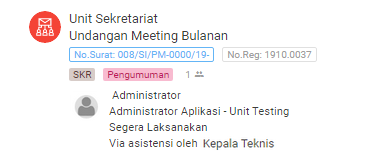 Unit Sekretariat
Undangan Meeting Bulanan
No.Surat: 008/SI/PM-0000/19- No.Reg: 1910.0037
SKR Pengumuman 1
Administrator
Administrator Aplikasi - Unit Testing
Segera Laksanakan
Via asistensi oleh Kepala Teknis